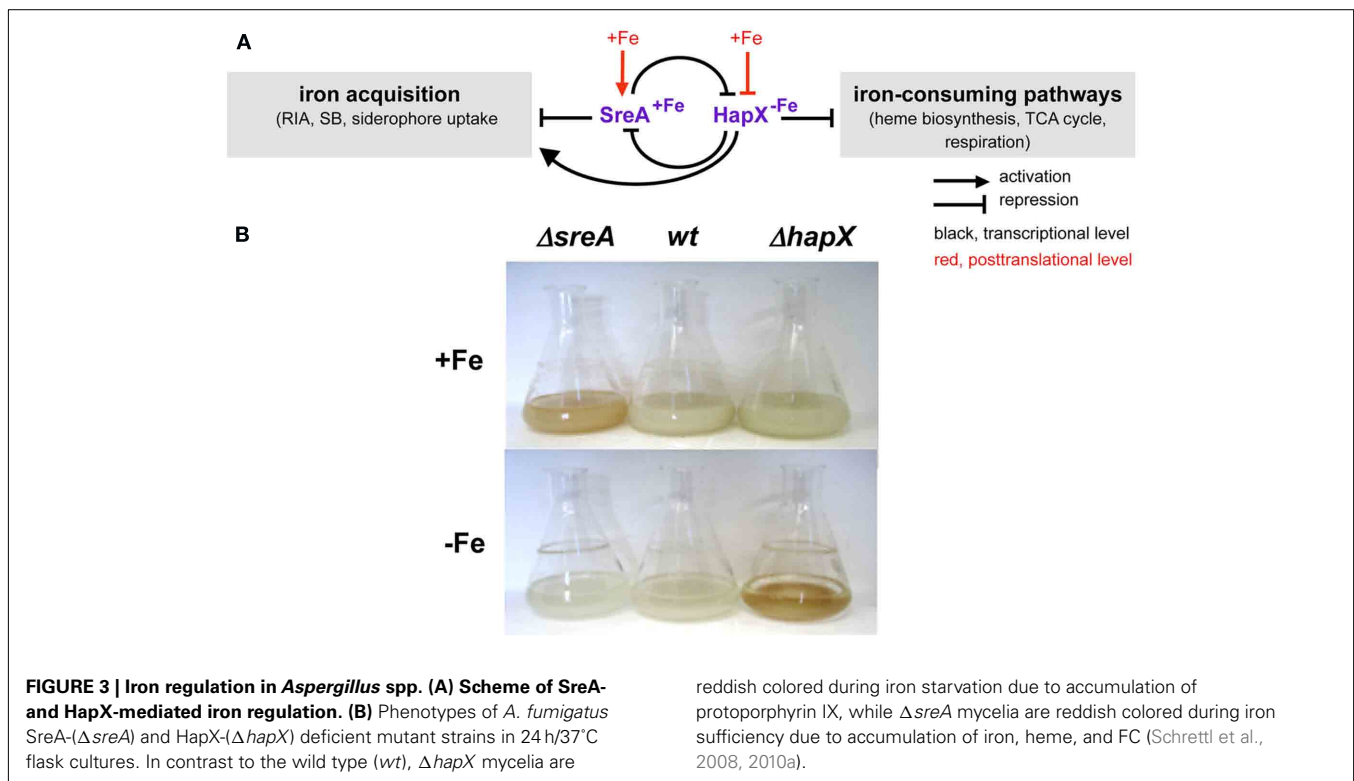 A
+Fe
+Fe
iron acquisition
(RIA, SB, siderophore uptake
SreA+Fe
HapX-Fe
iron-consuming pathways
(heme biosynthesis, TCA cycle,
respiration)
activation
repression
black, transcriptional level
red, posttranslational level
B
ΔsreA
wt
ΔhapX
+Fe
-Fe
FIGURE 3 | Iron regulation in Aspergillus spp. (A) Scheme of SreA-
and HapX-mediated iron regulation. (B) Phenotypes of A. fumigatus
SreA-(ΔsreA) and HapX-(ΔhapX) deficient mutant strains in 24 h/37°C
flask cultures. In contrast to the wild type (wt), ΔhapX mycelia are
reddish colored during iron starvation due to accumulation of
protoporphyrin IX, while ΔsreA mycelia are reddish colored during iron
sufficiency due to accumulation of iron, heme, and FC (Schrettl et al.,
2008, 2010a).